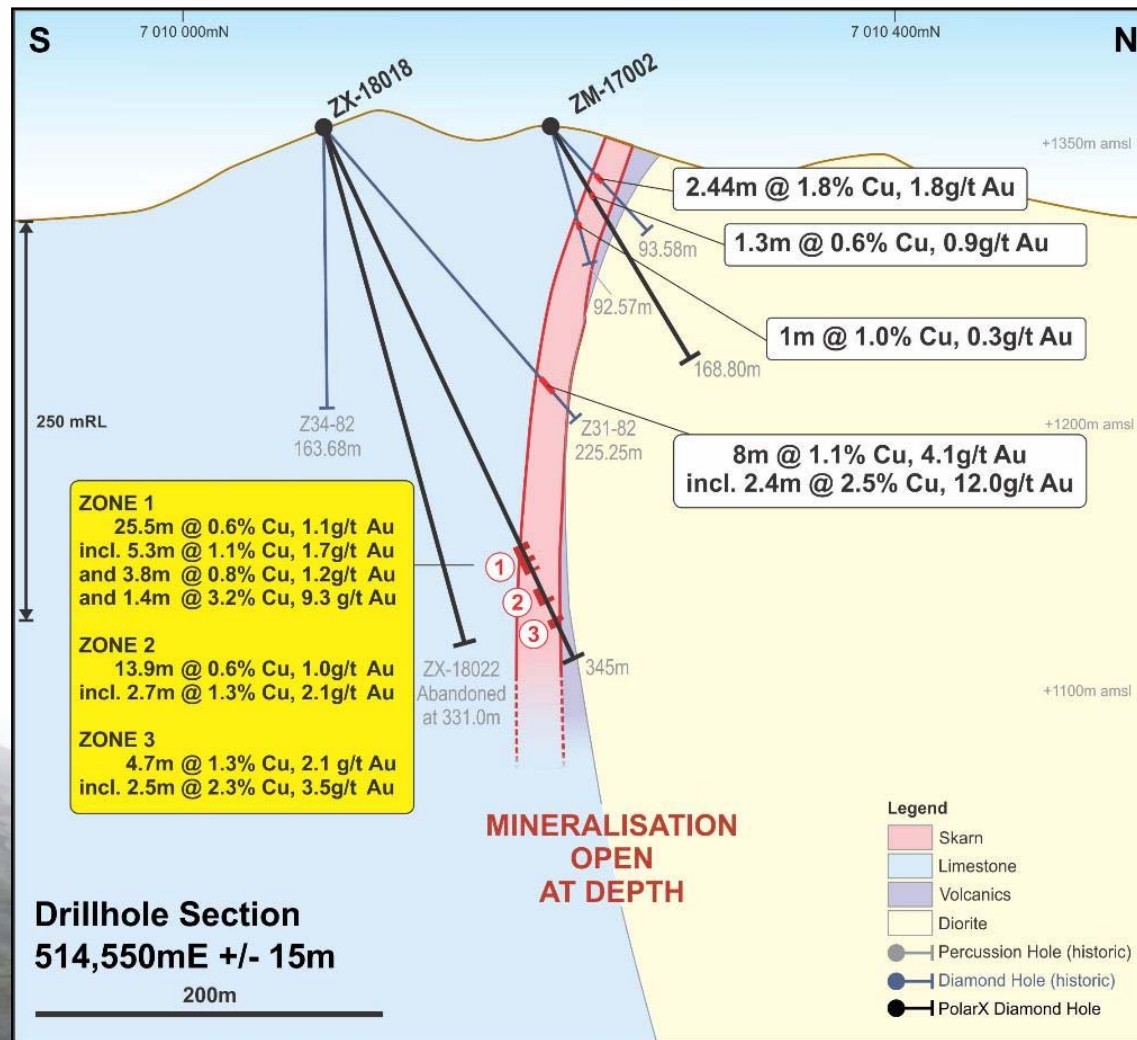 S
7 010 000mN
7 010 400mN
N
ZX-18018
ZM-17002
+1350m amsl
2.44m @ 1.8% Cu, 1.8g/t Au
1.3m @ 0.6% Cu, 0.9g/t Au
93.58m
92.57m
1m @ 1.0% Cu, 0.3g/t Au
168.80m
250 mRL
Z34-82
163.68m
Z31-82
225.25m
+1200m amsl
8m @ 1.1% Cu, 4.1g/t Au
incl. 2.4m @ 2.5% Cu, 12.0g/t Au
ZONE 1
25.5m @ 0.6% Cu, 1.1g/t Au
incl. 5.3m @ 1.1% Cu, 1.7g/t Au
and 3.8m @ 0.8% Cu, 1.2g/t Au
and 1.4m @ 3.2% Cu, 9.3 g/t Au
ZONE 2
13.9m @ 0.6% Cu, 1.0g/t Au
incl. 2.7m @ 1.3% Cu, 2.1g/t Au
ZONE 3
4.7m @ 1.3% Cu, 2.1 g/t Au
incl. 2.5m @ 2.3% Cu, 3.5g/t Au
1
2
3
ZX-18022
Abandoned
at 331.0m
345m
+1100m amsl
MINERALISATION
OPEN
AT DEPTH
Drillhole Section
514,550mE +/- 15m
200m
Legend
Skarn
Limestone
Volcanics
Diorite
Percussion Hole (historic)
Diamond Hole (historic)
PolarX Diamond Hole